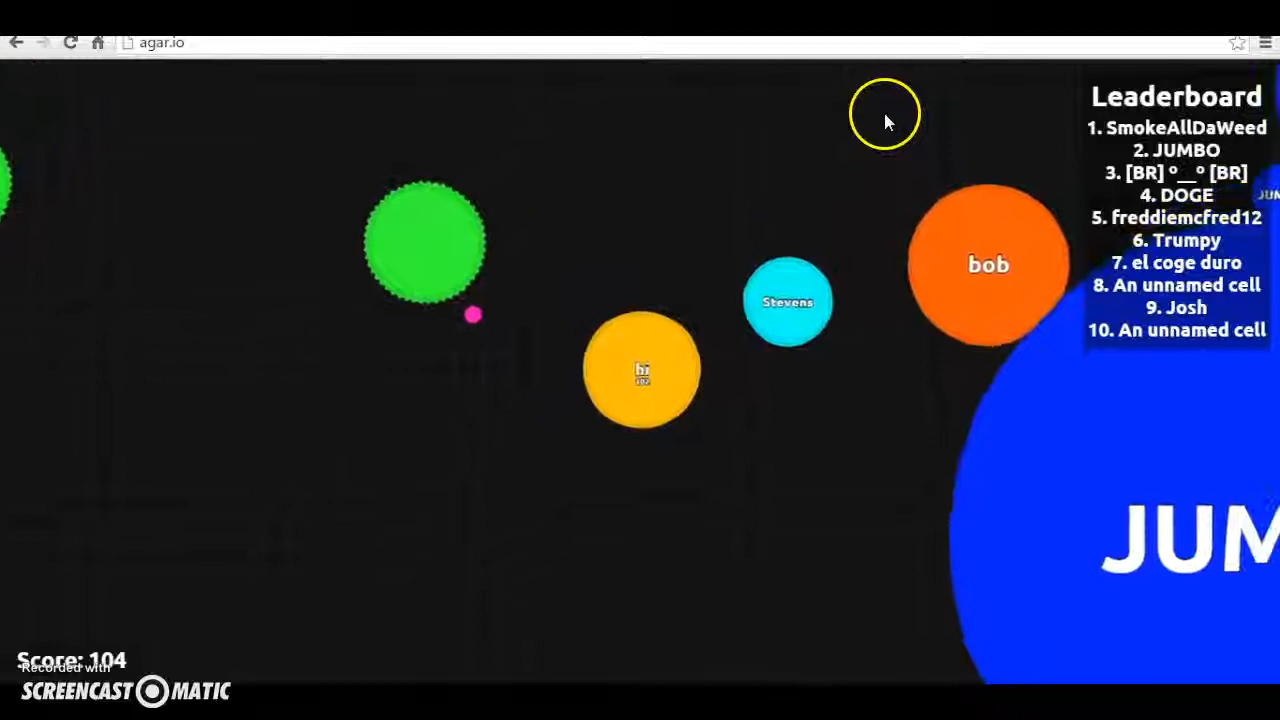 agar.io
Leaderboard
1. SmokeAllDaWeed
2. JUMBO
3. [BR] º__º [BR]
4. DOGE
5. freddiemcfred12
6. Trumpy
7. el coge duro
8. An unnamed cell
9. Josh
10. An unnamed cell
JUM
bob
Stevens
hi
JUM
Score: 104
Recorded with
SCREENCAST MATIC